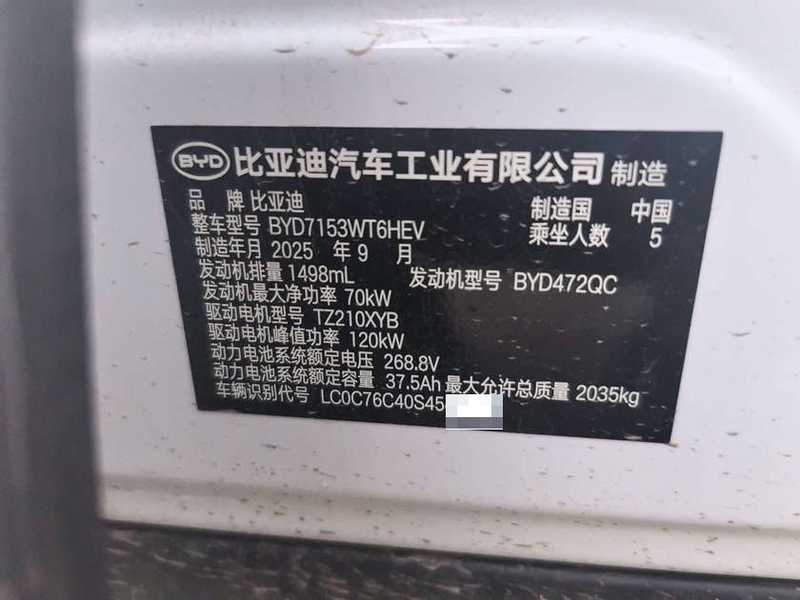 BYD 比亚迪汽车工业有限公司 制造
品 牌 比亚迪 制造国 中国
整车型号 BYD7153WT6HEV 乘坐人数 5
制造年月 2025 年 9 月
发动机排量 1498mL 发动机型号 BYD472QC
发动机最大净功率 70kW
驱动电机型号 TZ210XYB
驱动电机峰值功率 120kW
动力电池系统额定电压 268.8V
动力电池系统额定容量 37.5Ah 最大允许总质量 2035kg
车辆识别代号 LC0C76C40S45